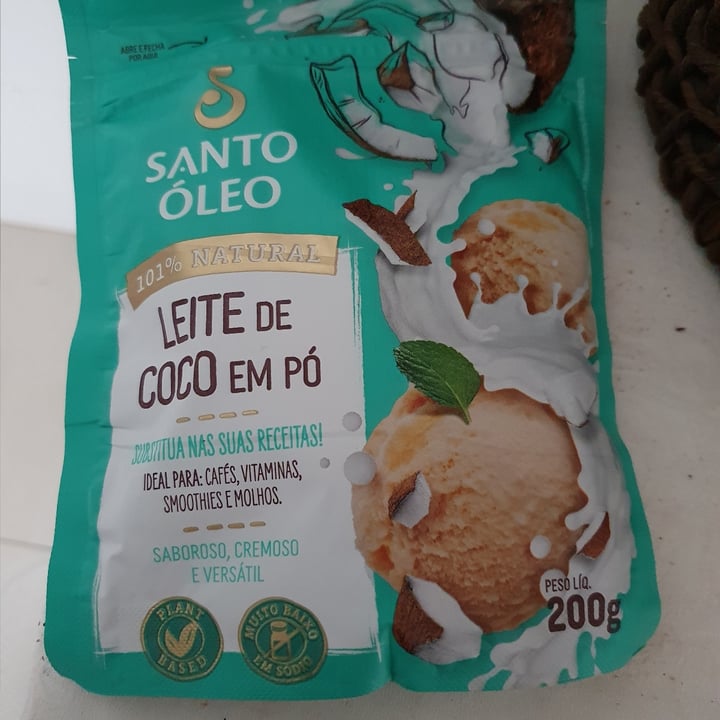 ABRE E FECHA
POR AQUI
SANTO
ÓLEO
101% NATURAL
LEITE DE
COCO EM PÓ
SUBSTITUA NAS SUAS RECEITAS!
IDEAL PARA: CAFÉS, VITAMINAS,
SMOOTHIES E MOLHOS.
SABOROSO, CREMOSO
E VERSÁTIL
PLANT
BASED
MUITO BAIXO
EM SÓDIO
PESO LÍQ.
200g